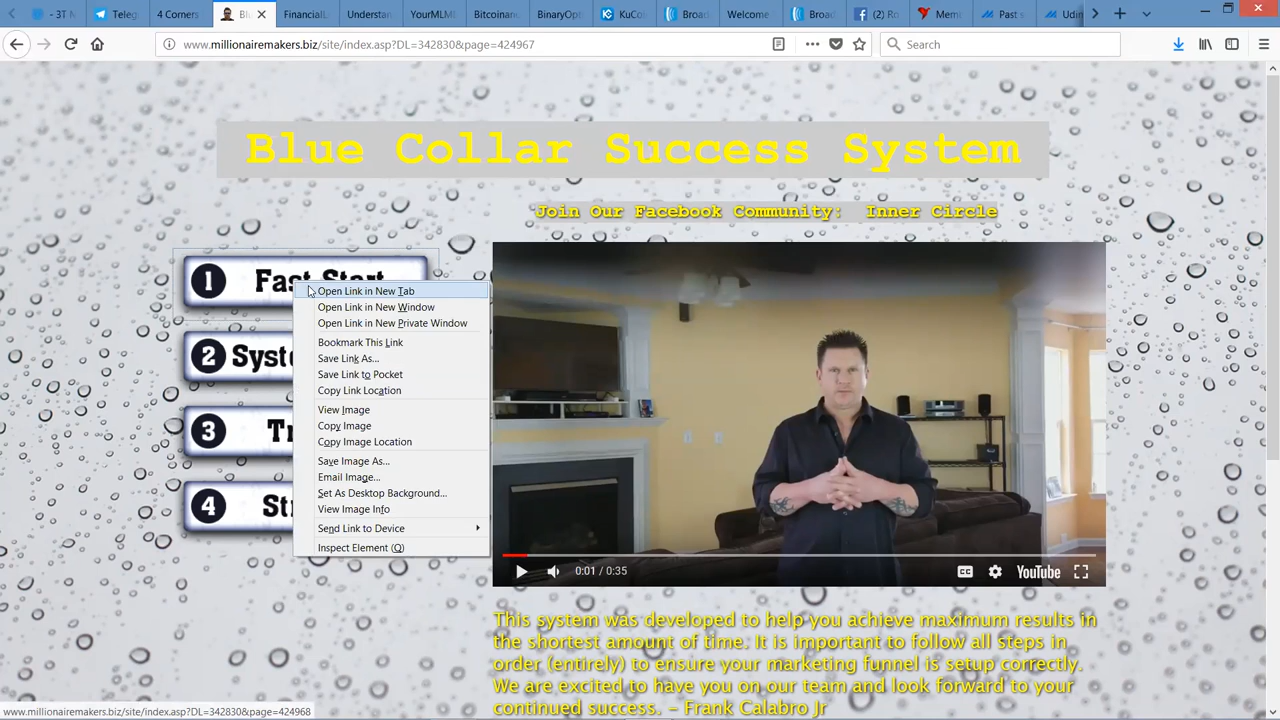 - 3T N
Telegr
4 Corners
Bl
FinancialL
Understan
YourMLM
Bitcoinwa
BinaryOpt
KuCoi
Broad
Welcome
Broad
(2) Ro
Memb
Past s
Udim
www.millionairemakers.biz/site/index.asp?DL=342830&page=424967
Search
Blue Collar Success System
Join Our Facebook Community: Inner Circle
1 Fast Start
2 Syste
3 Tr
4 St
Open Link in New Tab
Open Link in New Window
Open Link in New Private Window
Bookmark This Link
Save Link As...
Save Link to Pocket
Copy Link Location
View Image
Copy Image
Copy Image Location
Save Image As...
Email Image...
Set As Desktop Background...
View Image Info
Send Link to Device
Inspect Element (Q)
0:01 / 0:35
CC
YouTube
This system was developed to help you achieve maximum results in
the shortest amount of time. It is important to follow all steps in
order (entirely) to ensure your marketing funnel is setup correctly.
We are excited to have you on our team and look forward to your
continued success. - Frank Calabro Jr
www.millionairemakers.biz/site/index.asp?DL=342830&page=424968